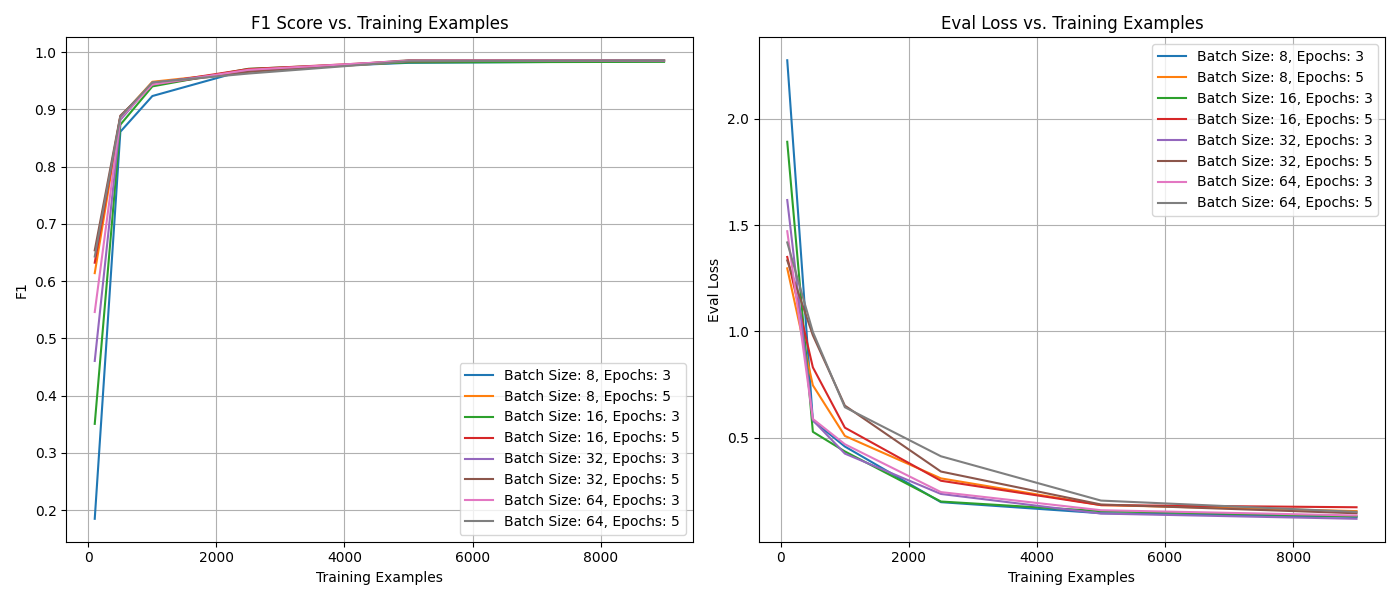 F1 Score vs. Training Examples
1.0
0.9
0.8
0.7
0.6
0.5
0.4
0.3
0.2
F1
0
2000
4000
6000
8000
Training Examples
Batch Size: 8, Epochs: 3
Batch Size: 8, Epochs: 5
Batch Size: 16, Epochs: 3
Batch Size: 16, Epochs: 5
Batch Size: 32, Epochs: 3
Batch Size: 32, Epochs: 5
Batch Size: 64, Epochs: 3
Batch Size: 64, Epochs: 5
Eval Loss vs. Training Examples
2.0
1.5
1.0
0.5
Eval Loss
0
2000
4000
6000
8000
Training Examples
Batch Size: 8, Epochs: 3
Batch Size: 8, Epochs: 5
Batch Size: 16, Epochs: 3
Batch Size: 16, Epochs: 5
Batch Size: 32, Epochs: 3
Batch Size: 32, Epochs: 5
Batch Size: 64, Epochs: 3
Batch Size: 64, Epochs: 5